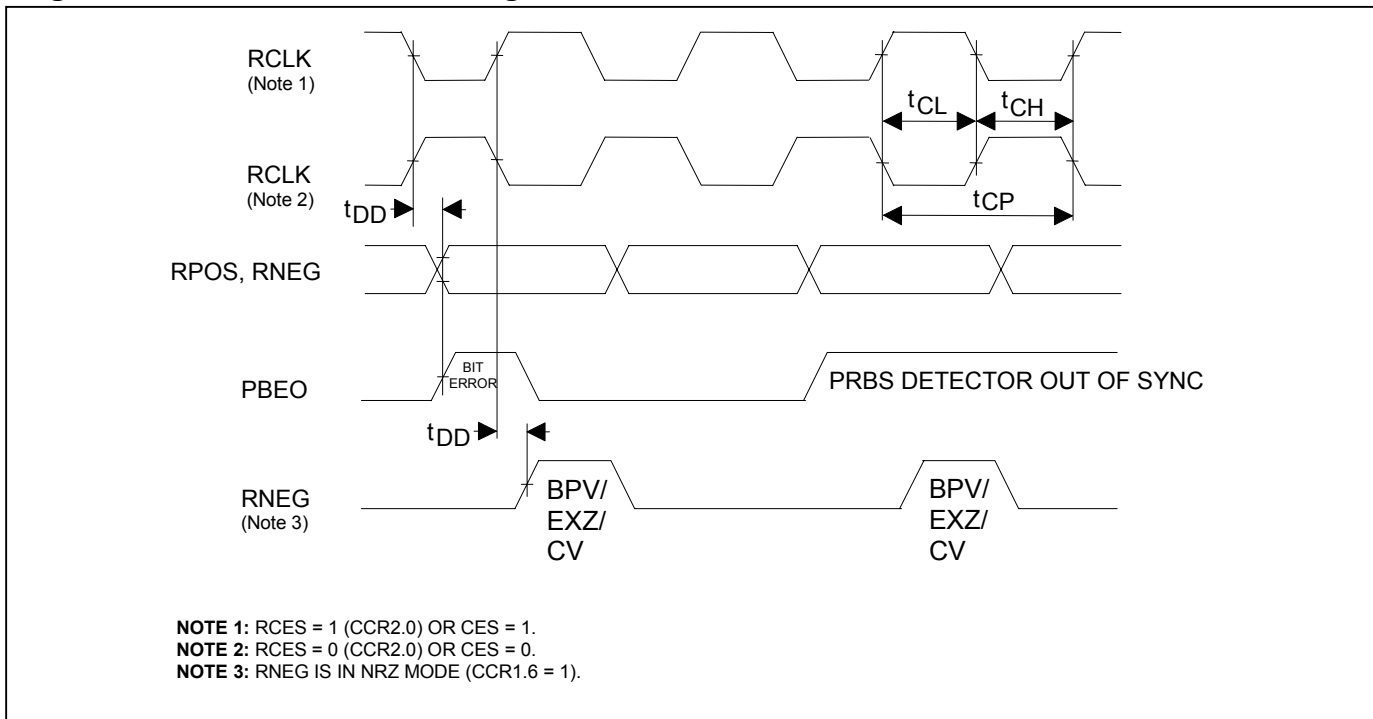 RCLK
(Note 1)
tCL
tCH
RCLK
(Note 2)
tCP
tDD
RPOS, RNEG
PBEO
BIT
ERROR
PRBS DETECTOR OUT OF SYNC
tDD
RNEG
(Note 3)
BPV/
EXZ/
CV
BPV/
EXZ/
CV
NOTE 1: RCES = 1 (CCR2.0) OR CES = 1.
NOTE 2: RCES = 0 (CCR2.0) OR CES = 0.
NOTE 3: RNEG IS IN NRZ MODE (CCR1.6 = 1).